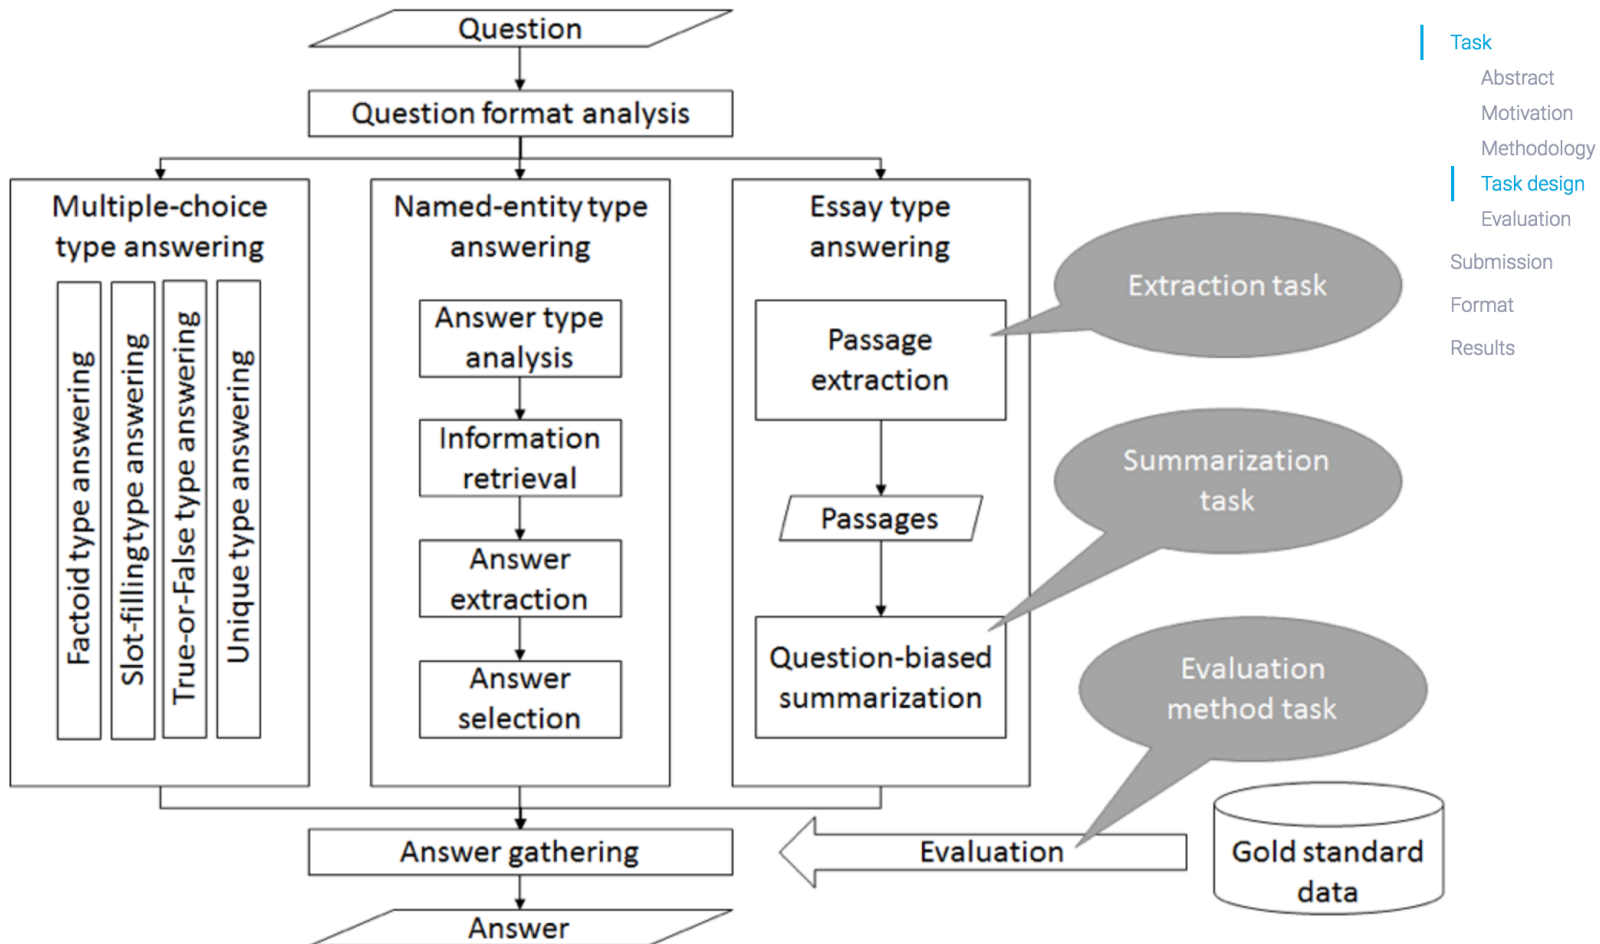 Question
Question format analysis
Multiple-choice
type answering
Factoid type answering
Slot-filling type answering
True-or-False type answering
Unique type answering
Named-entity type
answering
Answer type
analysis
Information
retrieval
Answer
extraction
Answer
selection
Essay type
answering
Passage
extraction
Passages
Question-biased
summarization
Extraction task
Summarization
task
Evaluation
method task
Answer gathering
Evaluation
Gold standard
data
Answer
Task
Abstract
Motivation
Methodology
Task design
Evaluation
Submission
Format
Results